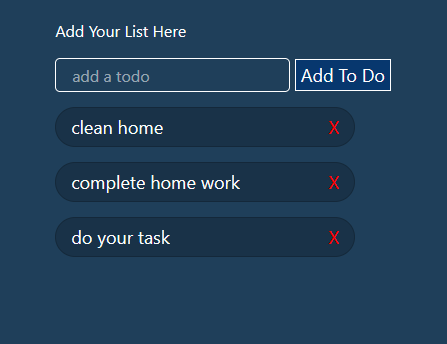 Add Your List Here
add a todo Add To Do
clean home X
complete home work X
do your task X